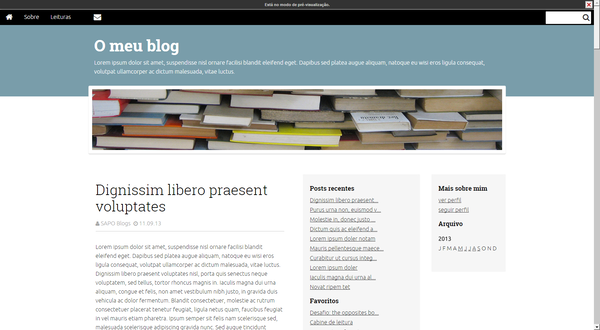 Está no modo de pré-visualização.
Sobre Leituras
O meu blog
Lorem ipsum dolor sit amet, suspendisse nisl ornare facilisi blandit eleifend eget. Dapibus sed platea augue aliquam, natoque eu wisi eros ligula consequat,
volutpat ullamcorper ac dictum malesuada, vitae luctus.
Dignissim libero praesent
voluptates
SAPO Blogs 11.09.13
Lorem ipsum dolor sit amet, suspendisse nisl ornare facilisi
blandit eleifend eget. Dapibus sed platea augue aliquam, natoque eu wisi eros
ligula consequat, volutpat ullamcorper ac dictum malesuada, vitae luctus.
Dignissim libero praesent voluptates nisl, porta quis senectus neque
voluptatem, sed tellus, tortor rhoncus magnis in. Iaculis magna dui urna
aliquam, congue et felis, non amet vestibulum nibh justo, in gravida duis
vehicula ac dolor fermentum. Blandit consectetuer, molestie ac rutrum
consectetuer placerat tenetur feugiat, ligula netus quam, faucibus feugiat
in vel mauris etiam pharetra. Ipsum semper sit felis nam scelerisque sed,
malesuada scelerisque adipiscing gravida nunc. Sed augue tincidunt
Posts recentes
Dignissim libero praesent...
Purus urna non, euismod v...
Molestie in, donec justo ...
Dictum quis ac eleifend a...
Lorem ipsum doler notam
Mauris pellentesque maece...
Curabitur ut cursus integ...
Lorem ipsum doler
Iaculis magna dui urna al...
Novat ripem tet
Favoritos
Desafio: the opposites bo...
Cabine de leitura
Mais sobre mim
ver perfil
seguir perfil
Arquivo
2013
J F M A M J J A S O N D